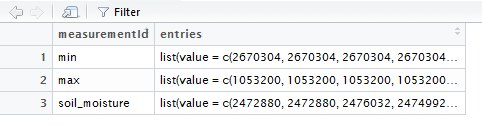 Filter
measurementId entries
1 min list(value = c(2670304, 2670304, 2670304, 2670304...
2 max list(value = c(1053200, 1053200, 1053200, 1053200...
3 soil_moisture list(value = c(2472880, 2472880, 2476032, 2474992...